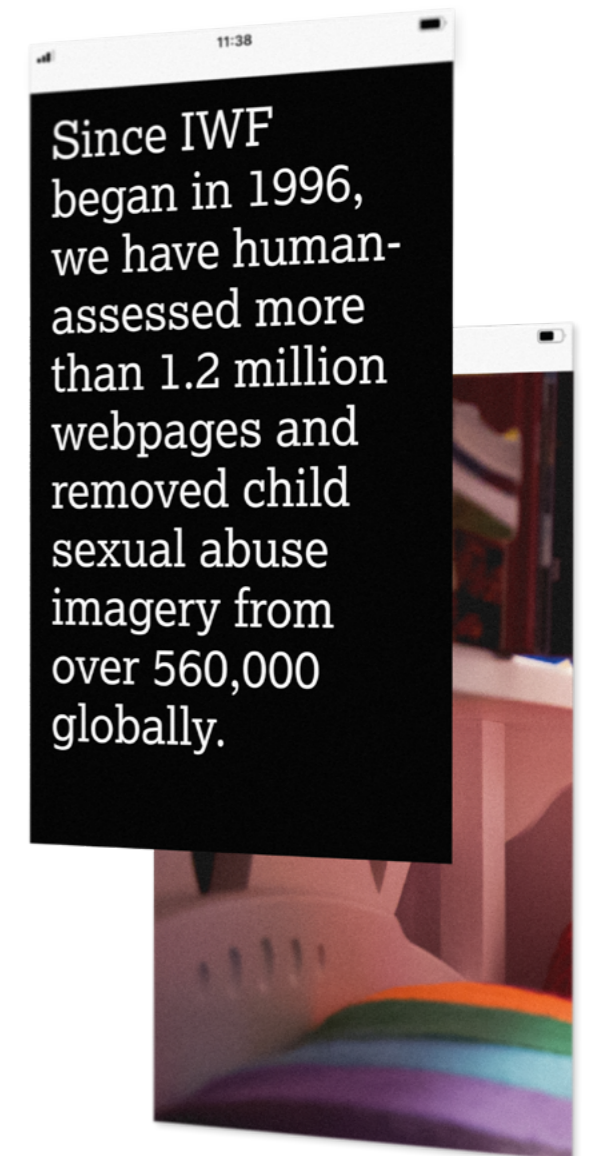 11:38
Since IWF
began in 1996,
we have human-
assessed more
than 1.2 million
webpages and
removed child
sexual abuse
imagery from
over 560,000
globally.